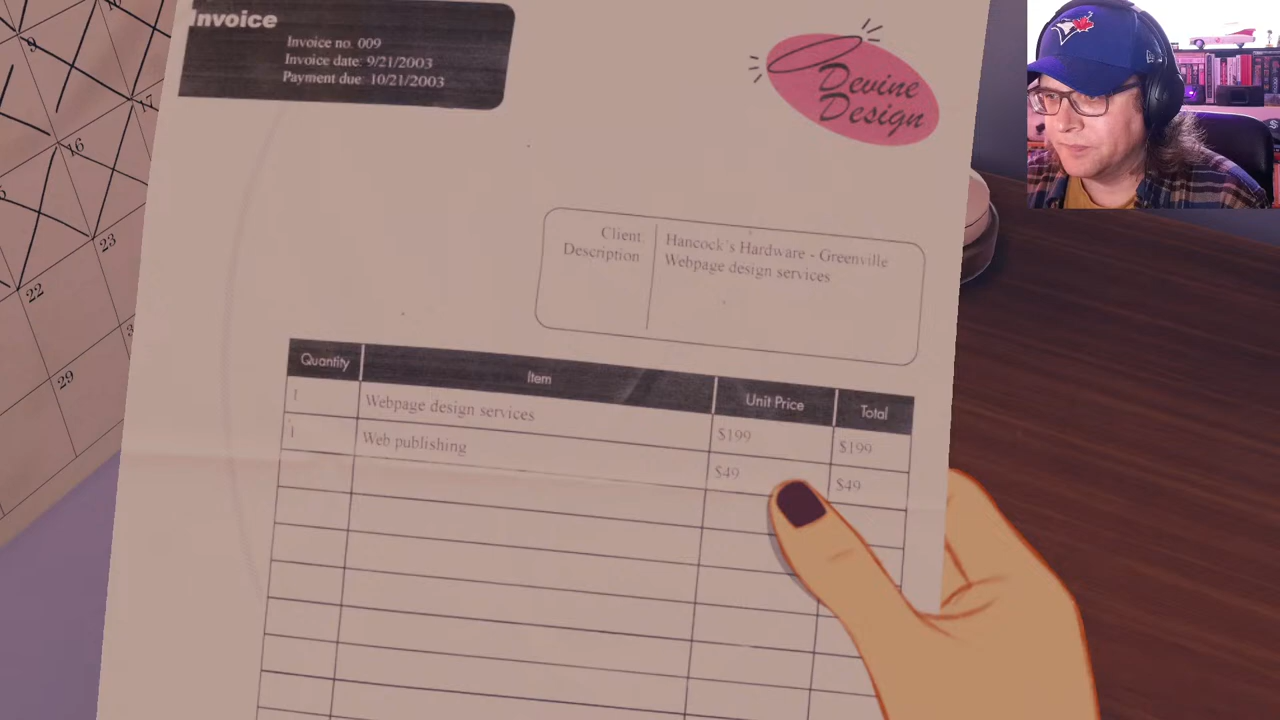 Invoice
Invoice no. 009
Invoice date: 9/21/2003
Payment due: 10/21/2003
Devine
Design
Client Hancock's Hardware - Greenville
Description Webpage design services
Quantity Item Unit Price Total
1 Webpage design services $199 $199
1 Web publishing $49 $49
9
16
17
22
23
29